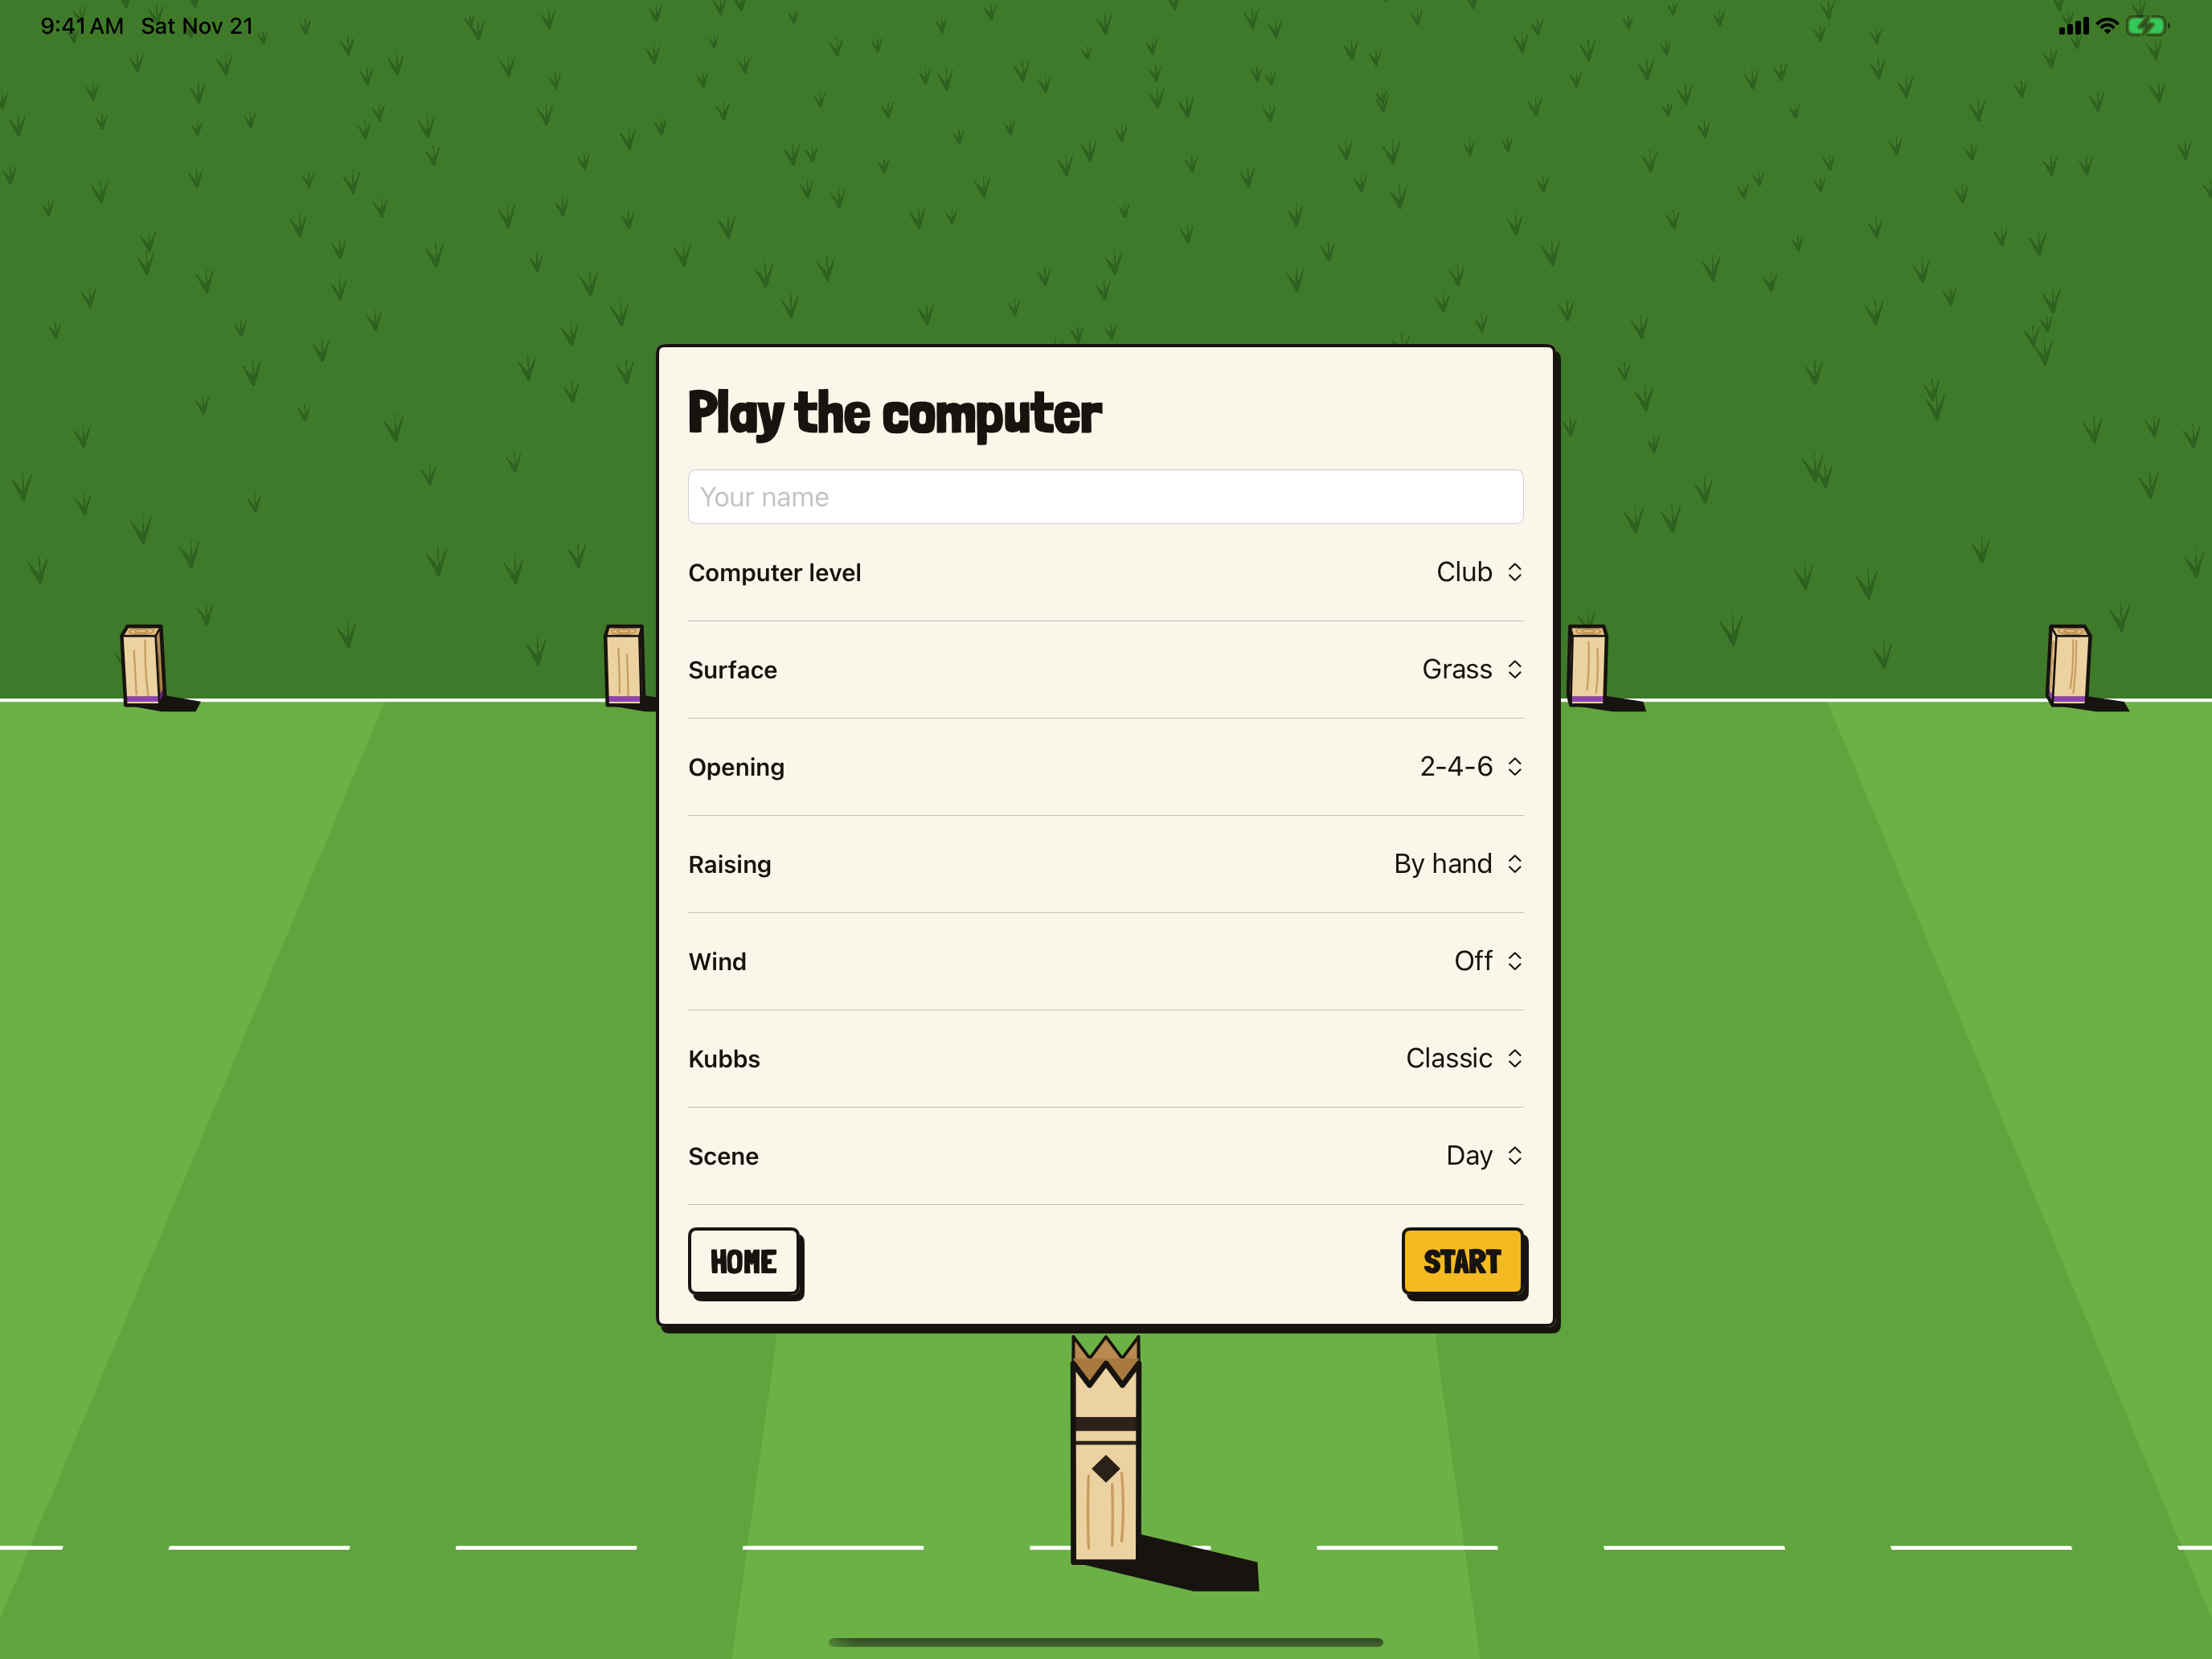 9:41 AM Sat Nov 21
Play the computer
Your name
Computer level Club
Surface Grass
Opening 2-4-6
Raising By hand
Wind Off
Kubbs Classic
Scene Day
HOME START